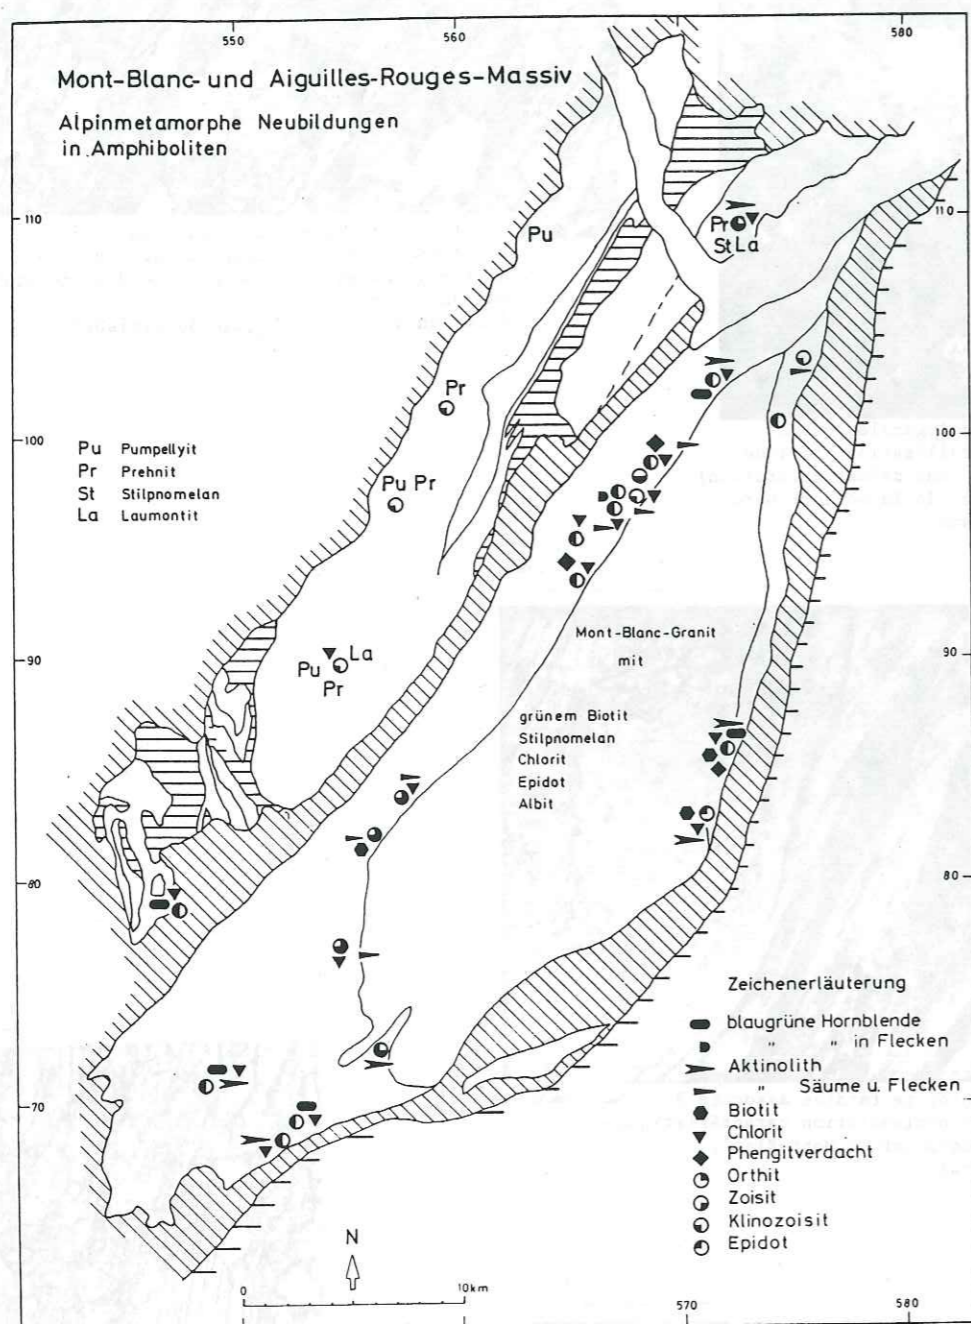 550
560
580
Mont-Blanc- und Aiguilles-Rouges-Massiv
Alpinmetamorphe Neubildungen
in Amphiboliten
110
110
Pu
Pr
St La
Pr
100
100
Pu Pumpellyit
Pr Prehnit
St Stilpnomelan
La Laumontit
Pu Pr
90
90
Mont-Blanc-Granit
mit
La
Pu
Pr
grünem Biotit
Stilpnomelan
Chlorit
Epidot
Albit
80
80
Zeichenerläuterung
blaugrüne Hornblende
" " in Flecken
Aktinolith
" Säume u. Flecken
70
70
Biotit
Chlorit
Phengitverdacht
Orthit
Zoisit
Klinozoisit
Epidot
N
0
10km
570
580